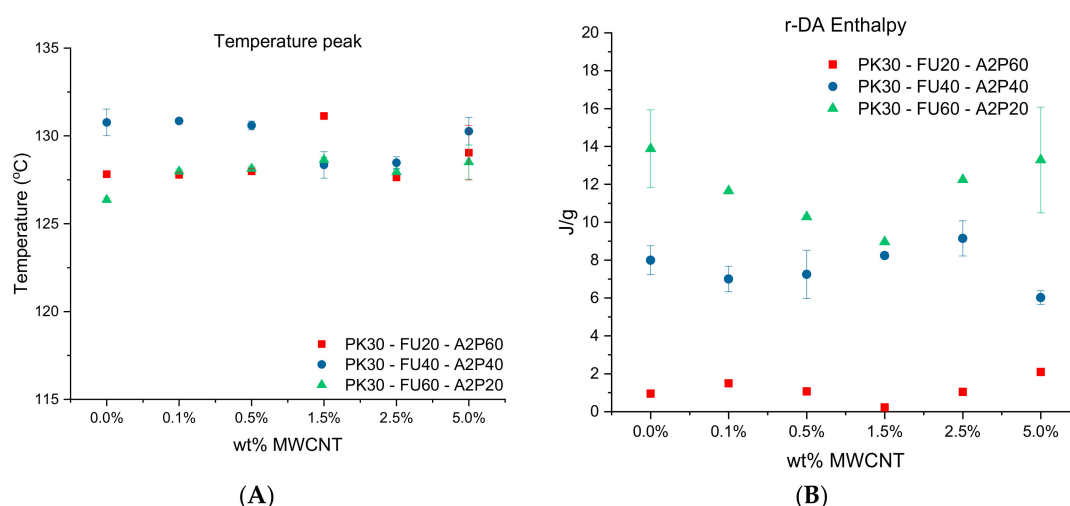 Temperature peak
135
130
125
120
115
Temperature (ºC)
PK30 - FU20 - A2P60
PK30 - FU40 - A2P40
PK30 - FU60 - A2P20
0.0% 0.1% 0.5% 1.5% 2.5% 5.0%
wt% MWCNT
(A)
r-DA Enthalpy
20
18
16
14
12
10
8
6
4
2
0
J/g
PK30 - FU20 - A2P60
PK30 - FU40 - A2P40
PK30 - FU60 - A2P20
0.0% 0.1% 0.5% 1.5% 2.5% 5.0%
wt% MWCNT
(B)